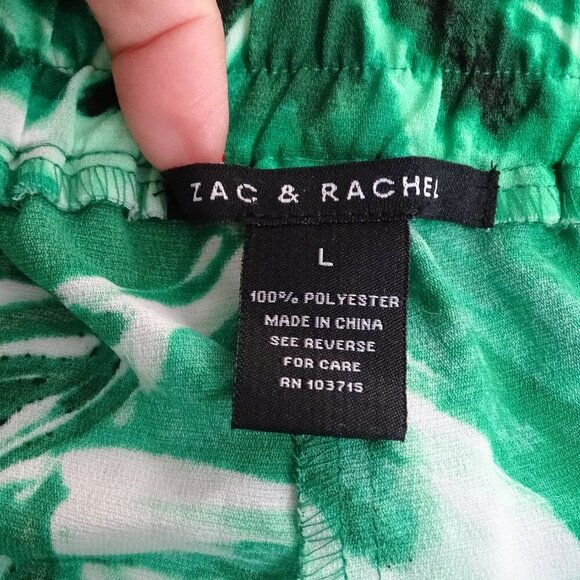 ZAC & RACHEL
L
100% POLYESTER
MADE IN CHINA
SEE REVERSE
FOR CARE
RN 103715